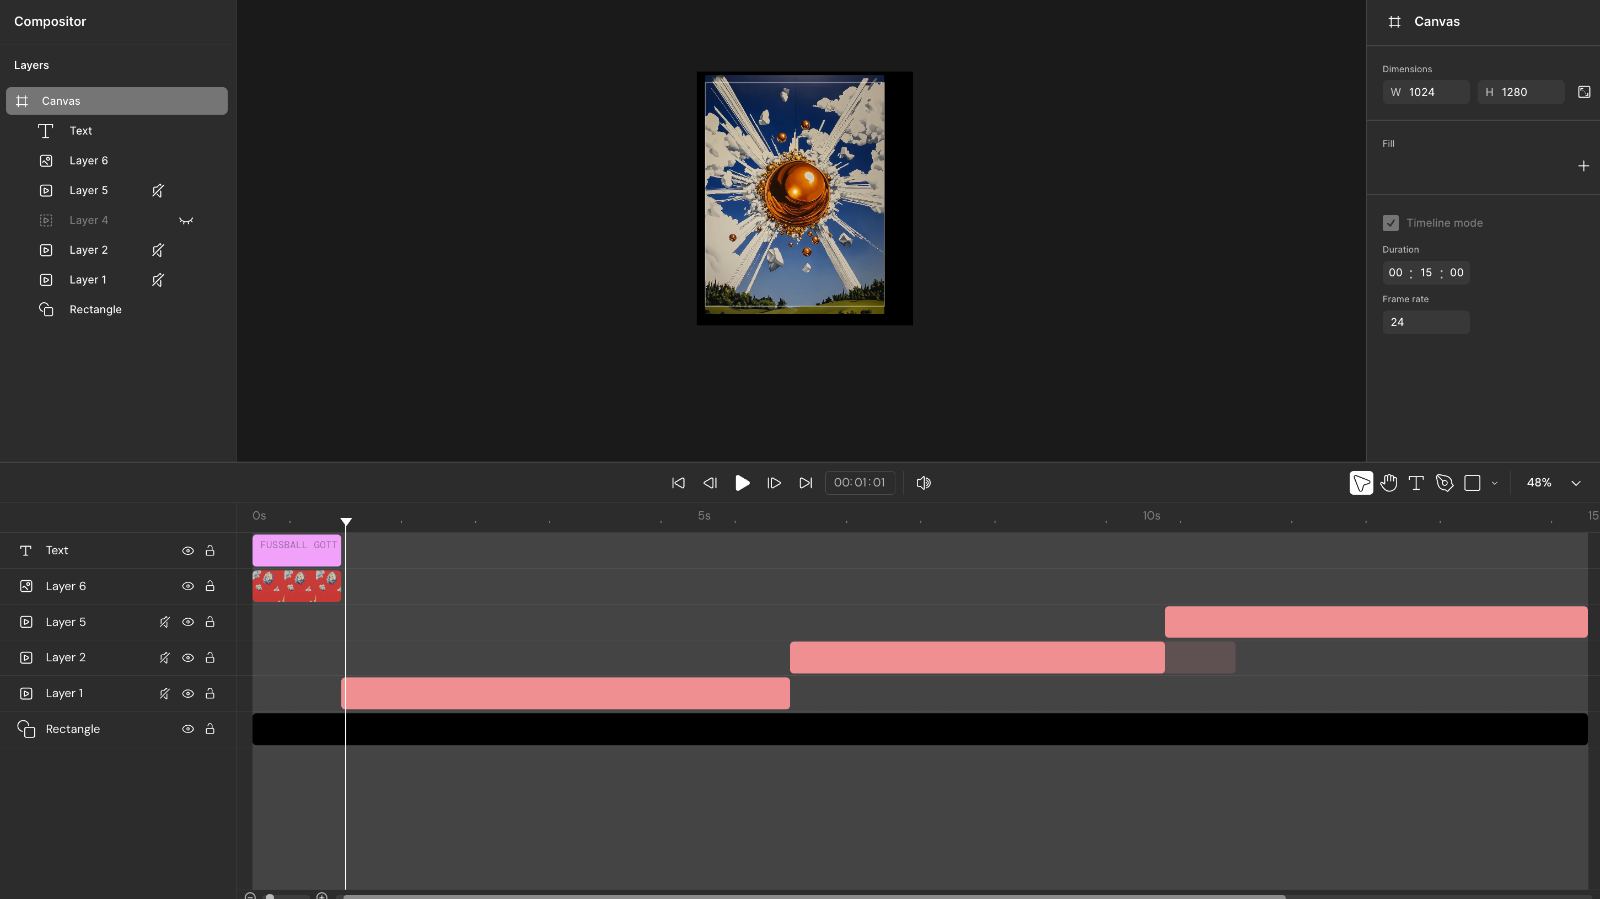 Compositor
Layers
Canvas
Text
Layer 6
Layer 5
Layer 4
Layer 2
Layer 1
Rectangle
Canvas
Dimensions
W 1024 H 1280
Fill
Timeline mode
Duration
00 : 15 : 00
Frame rate
24
00:01:01
48%
0s 5s 10s 15
Text
FUSSBALL GOTT
Layer 6
Layer 5
Layer 2
Layer 1
Rectangle